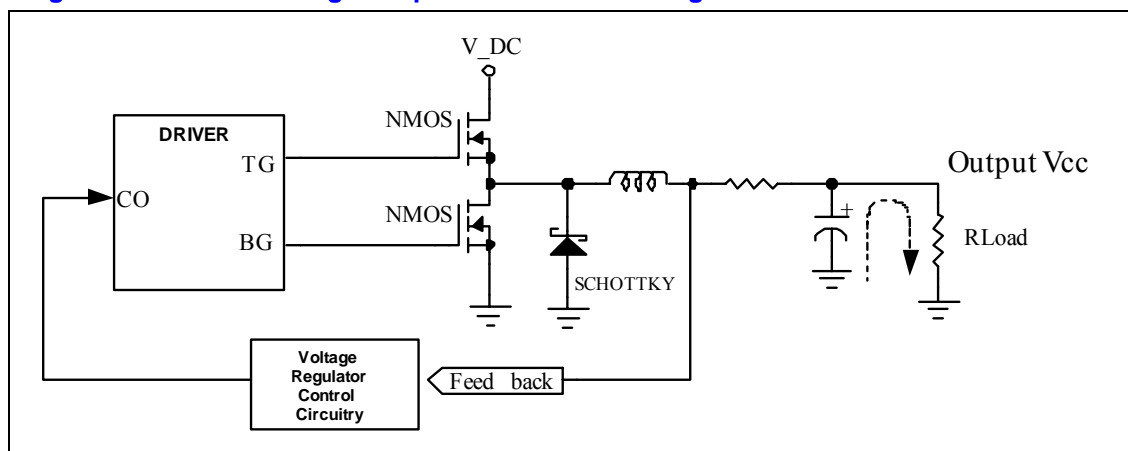 V_DC
NMOS
DRIVER
TG
CO
BG
NMOS
SCHOTTKY
Output Vcc
+
RLoad
Voltage
Regulator
Control
Circuitry
Feed back